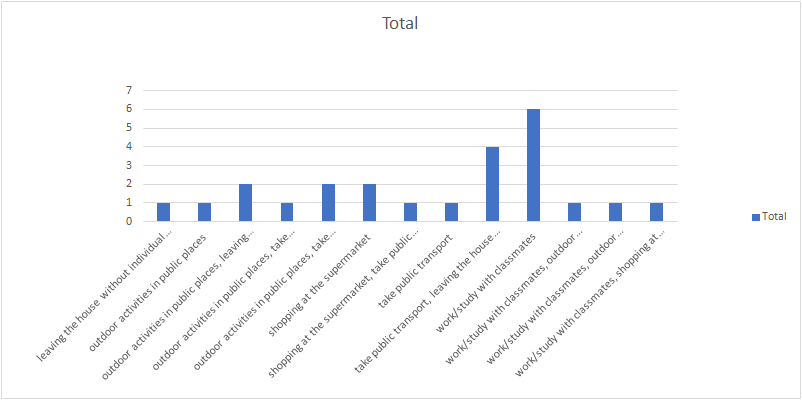 Total
7
6
5
4
3
2
1
0
leaving the house without individual...
outdoor activities in public places
outdoor activities in public places, leaving...
outdoor activities in public places, take...
outdoor activities in public places, take...
shopping at the supermarket
shopping at the supermarket, take public...
take public transport
take public transport, leaving the house...
work/study with classmates
work/study with classmates, outdoor...
work/study with classmates, outdoor...
work/study with classmates, shopping at...
Total